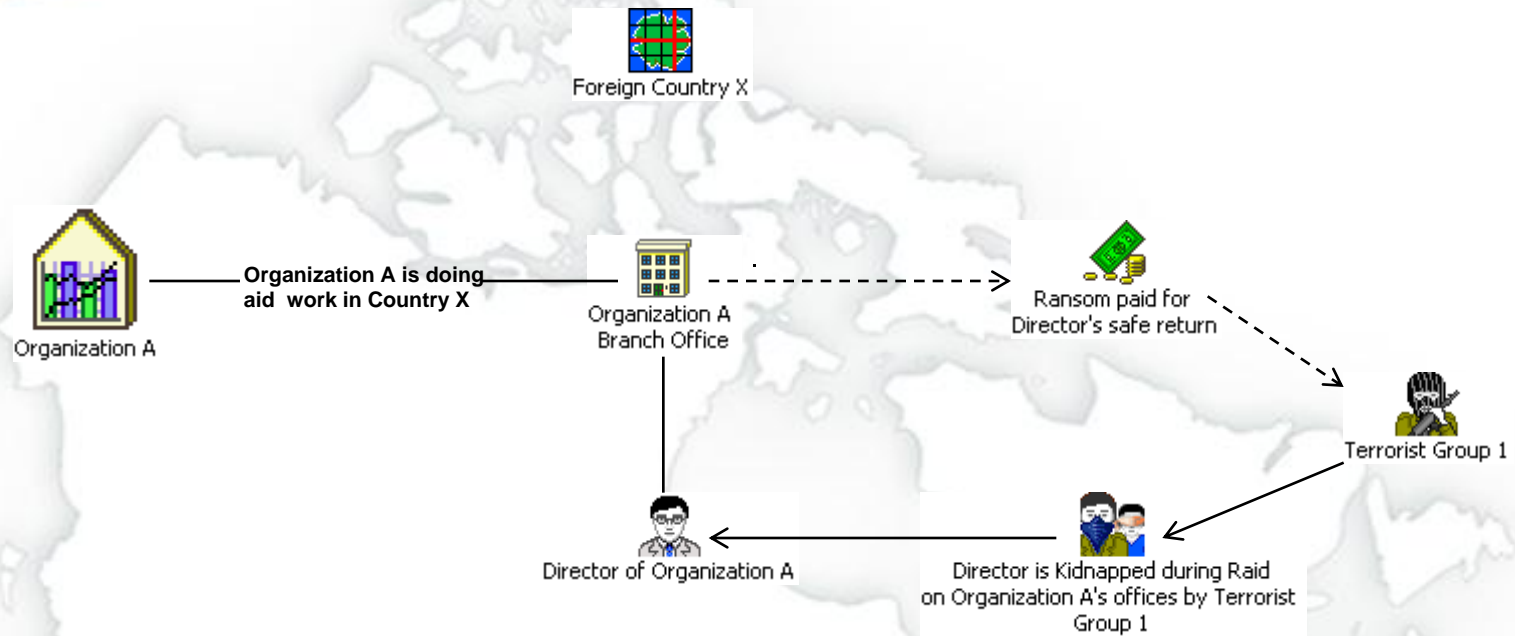 Foreign Country X
Organization A is doing
aid work in Country X
Organization A
Organization A
Branch Office
.
Ransom paid for
Director's safe return
Terrorist Group 1
Director of Organization A
Director is Kidnapped during Raid
on Organization A's offices by Terrorist
Group 1